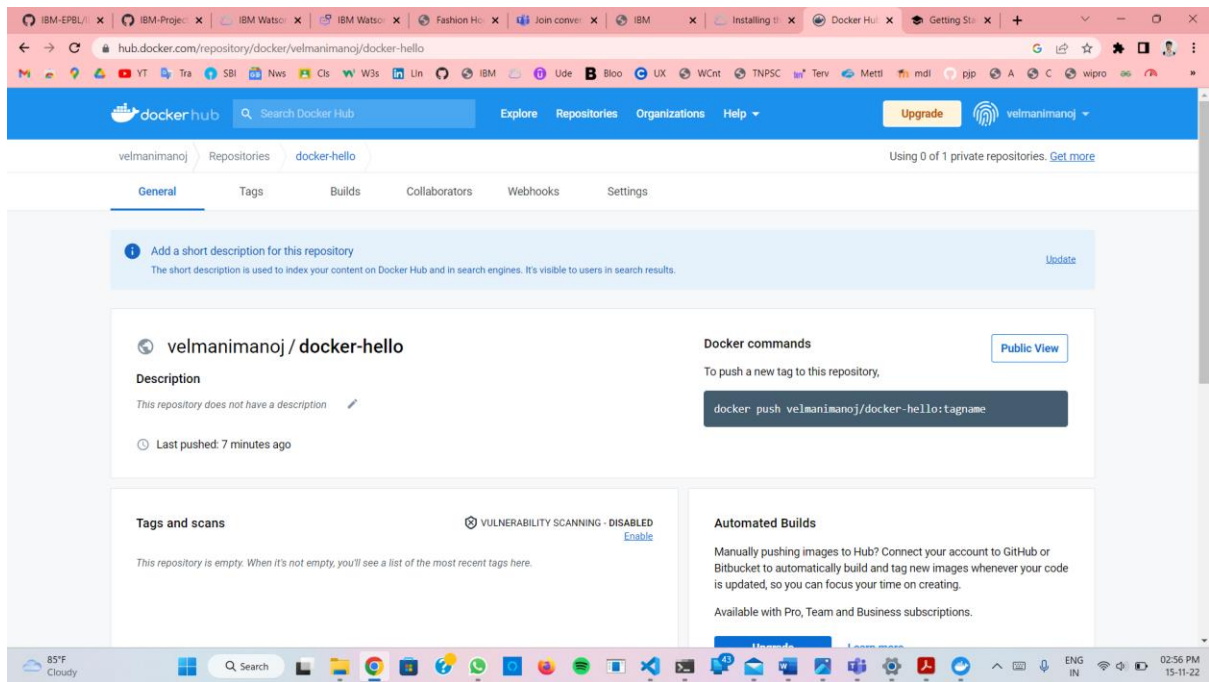 IBM-EPBL/
IBM-Project
IBM Watso
IBM Watso
Fashion Ho
Join conver
IBM
Installing th
Docker Hu
Getting Sta
hub.docker.com/repository/docker/velmanimanoj/docker-hello
YT Tra SBI Nws Cls W3s Lin IBM Ude Bloo UX WCnt TNPSC Terv Mettl mdl pjp A C wipro
dockerhub
Search Docker Hub
Explore Repositories Organizations Help
Upgrade
velmanimanoj
velmanimanoj Repositories docker-hello
Using 0 of 1 private repositories. Get more
General Tags Builds Collaborators Webhooks Settings
Add a short description for this repository
The short description is used to index your content on Docker Hub and in search engines. It's visible to users in search results.
Update
velmanimanoj / docker-hello
Description
This repository does not have a description
Last pushed: 7 minutes ago
Docker commands
Public View
To push a new tag to this repository,
docker push velmanimanoj/docker-hello:tagname
Tags and scans
VULNERABILITY SCANNING - DISABLED
Enable
This repository is empty. When it's not empty, you'll see a list of the most recent tags here.
Automated Builds
Manually pushing images to Hub? Connect your account to GitHub or
Bitbucket to automatically build and tag new images whenever your code
is updated, so you can focus your time on creating.
Available with Pro, Team and Business subscriptions.
Upgrade Learn more
85°F
Cloudy
Search
43
ENG
IN
02:56 PM
15-11-22